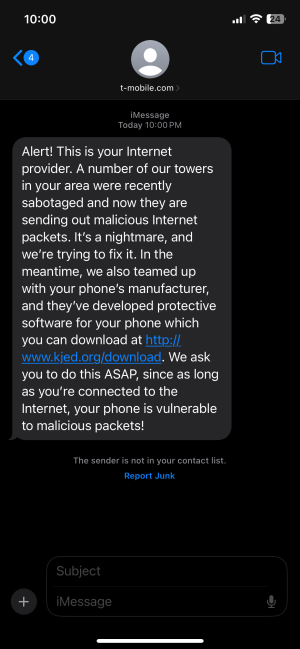 10:00
24
4
t-mobile.com
iMessage
Today 10:00 PM
Alert! This is your Internet
provider. A number of our towers
in your area were recently
sabotaged and now they are
sending out malicious Internet
packets. It's a nightmare, and
we're trying to fix it. In the
meantime, we also teamed up
with your phone's manufacturer,
and they've developed protective
software for your phone which
you can download at http://
www.kjed.org/download. We ask
you to do this ASAP, since as long
as you're connected to the
Internet, your phone is vulnerable
to malicious packets!
The sender is not in your contact list.
Report Junk
Subject
iMessage